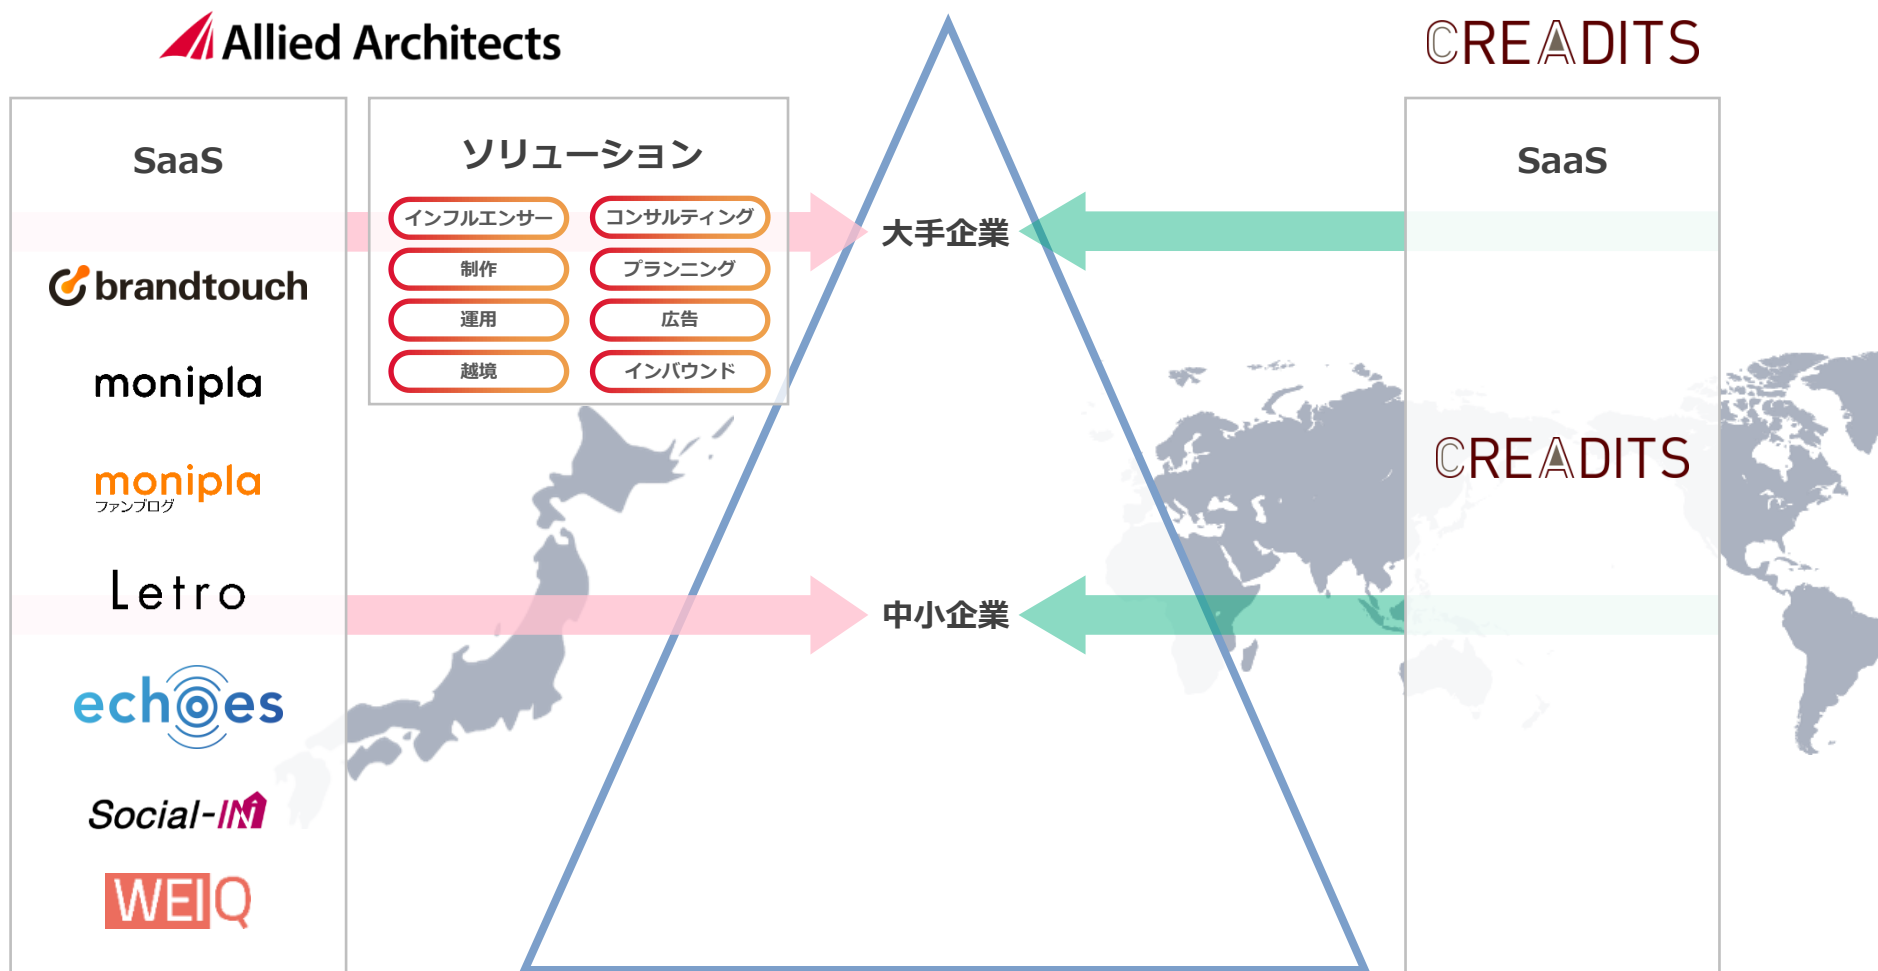 Allied Architects
CREADITS
SaaS
brandtouch
monipla
monipla
ファンブログ
Letro
echoes
Social-IN
WEIQ
ソリューション
インフルエンサー
コンサルティング
制作
プランニング
運用
広告
越境
インバウンド
大手企業
中小企業
SaaS
CREADITS